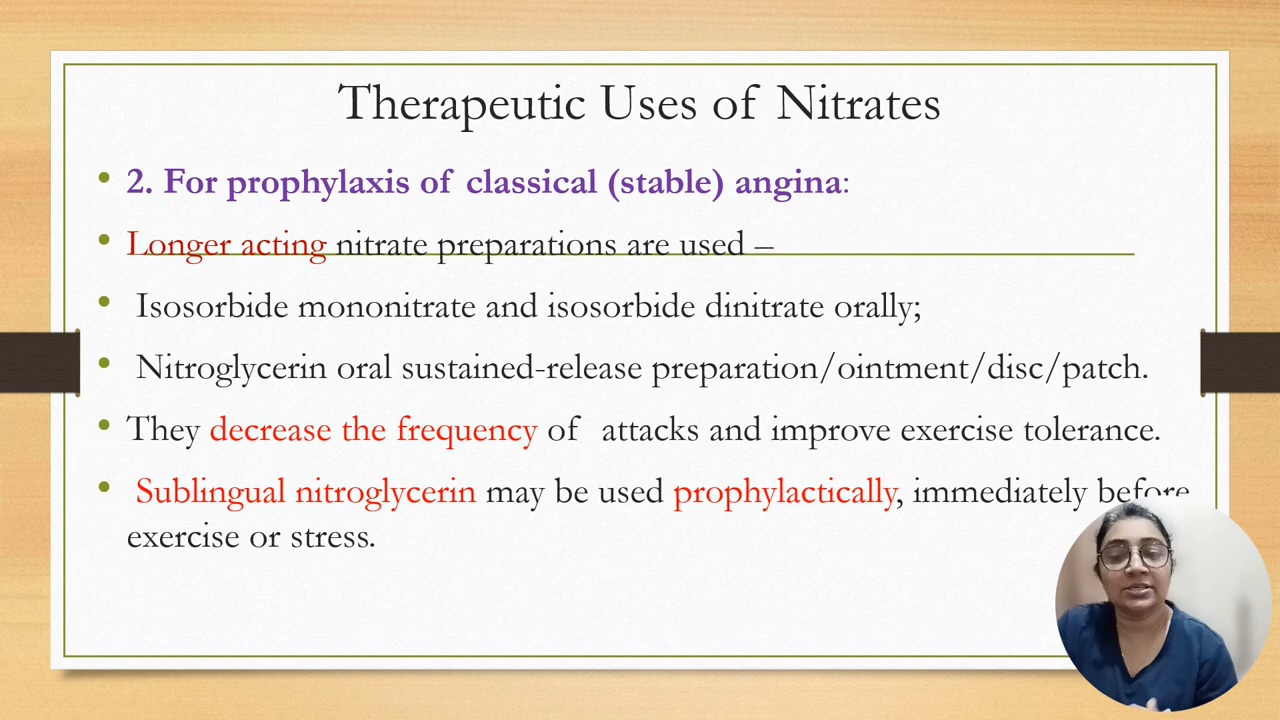 Therapeutic Uses of Nitrates
• 2. For prophylaxis of classical (stable) angina:
• Longer acting nitrate preparations are used –
• Isosorbide mononitrate and isosorbide dinitrate orally;
• Nitroglycerin oral sustained-release preparation/ointment/disc/patch.
• They decrease the frequency of attacks and improve exercise tolerance.
• Sublingual nitroglycerin may be used prophylactically, immediately before
exercise or stress.